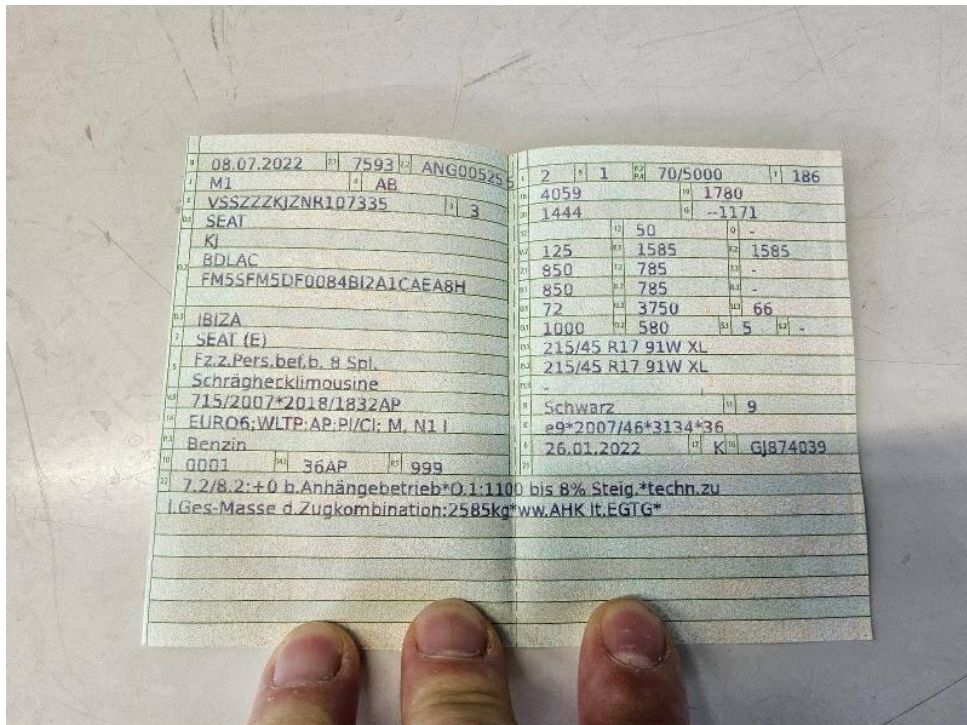 08.07.2022 7593 ANG00525 5
M1 AB
VSSZZZKJZNR107335 3
SEAT
KJ
BDLAC
FM5SFM5DF0084BI2A1CAEA8H
IBIZA
SEAT (E)
Fz.z.Pers.bef.b. 8 Spl.
Schräghecklimousine
715/2007*2018/1832AP
EURO6;WLTP;AP;PI/CI; M, N1 I
Benzin
0001 36AP 999
2 1 70/5000 186
4059 1780
1444 --1171
50 -
125 1585 1585
850 785 -
850 785 -
72 3750 66
1000 580 5 -
215/45 R17 91W XL
215/45 R17 91W XL
-
Schwarz 9
e9*2007/46*3134*36
26.01.2022 K GJ874039
7.2/8.2:+0 b.Anhängebetrieb*O.1:1100 bis 8% Steig.*techn.zu
l.Ges-Masse d.Zugkombination:2585kg*ww.AHK lt.EGTG*